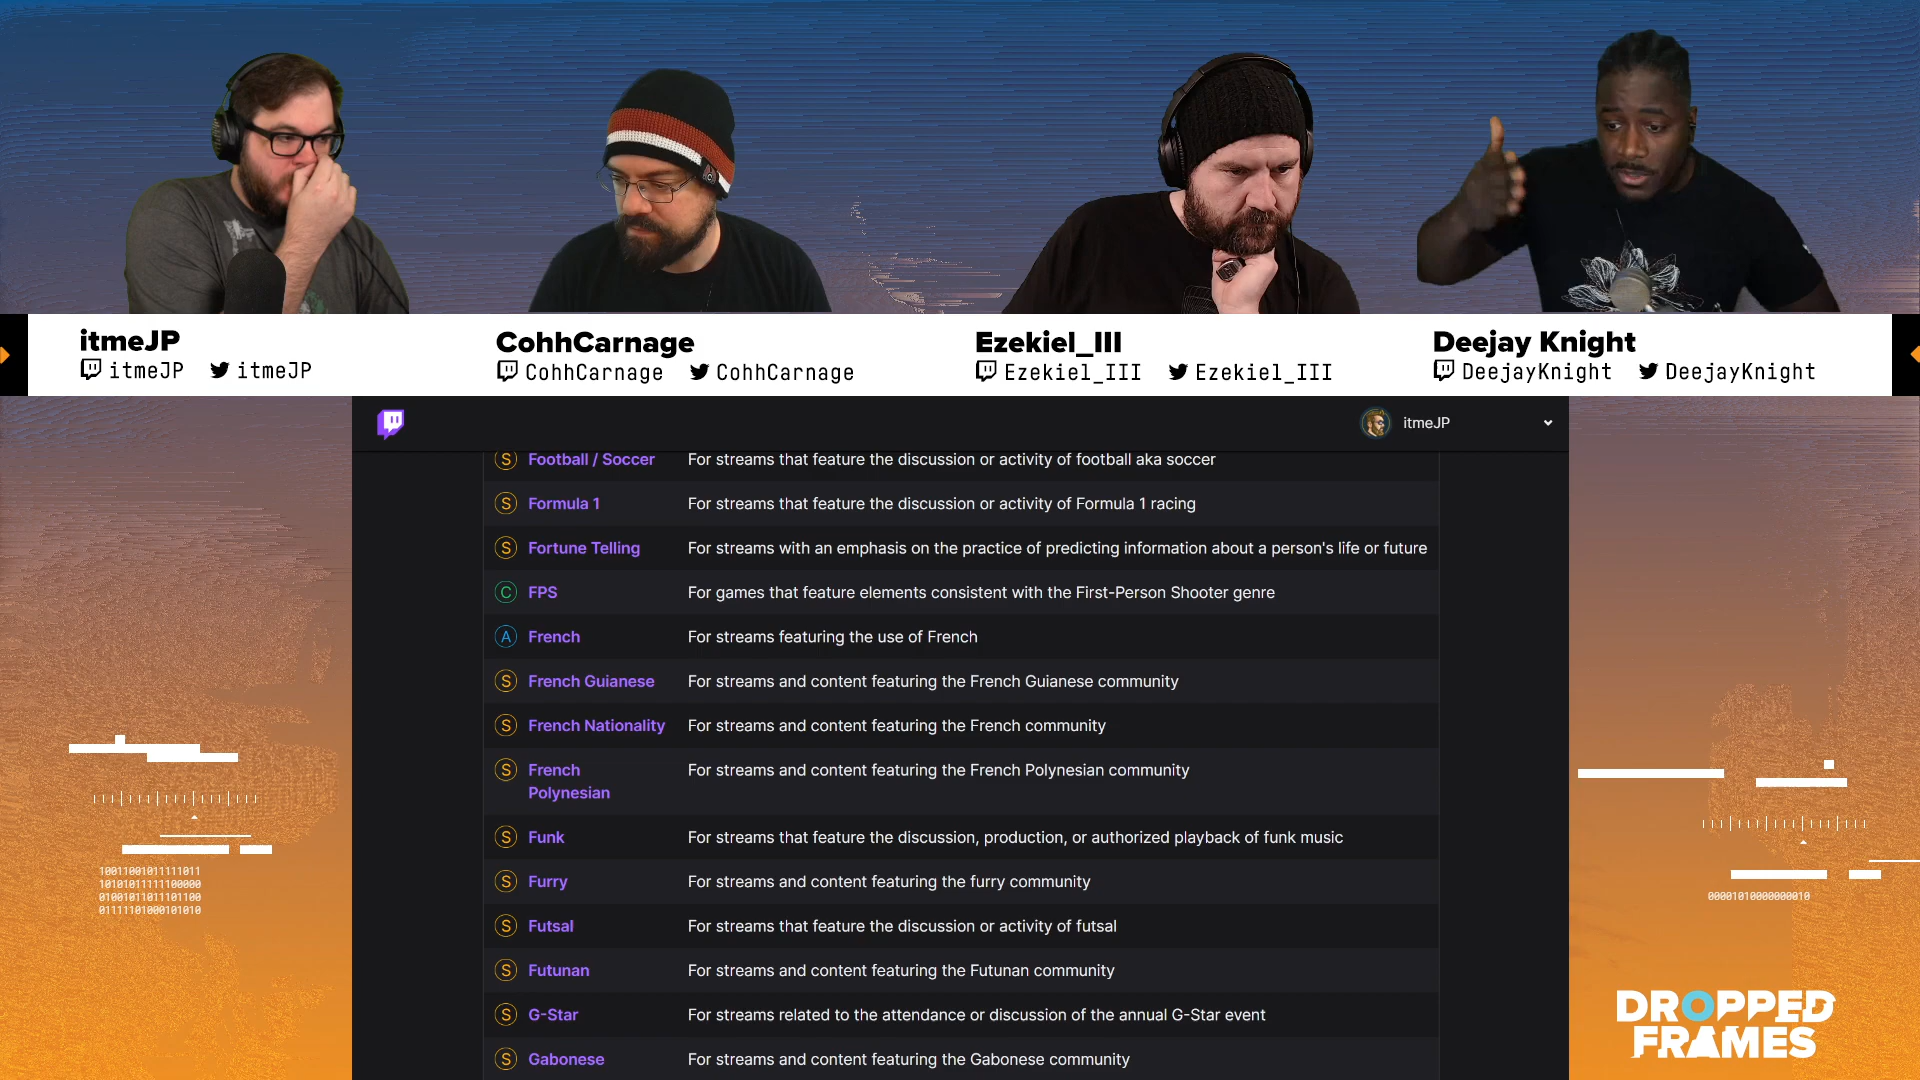 itmeJP
itmeJP itmeJP
CohhCarnage
CohhCarnage CohhCarnage
Ezekiel_III
Ezekiel_III Ezekiel_III
Deejay Knight
DeejayKnight DeejayKnight
itmeJP
S Football / Soccer For streams that feature the discussion or activity of football aka soccer
S Formula 1 For streams that feature the discussion or activity of Formula 1 racing
S Fortune Telling For streams with an emphasis on the practice of predicting information about a person's life or future
C FPS For games that feature elements consistent with the First-Person Shooter genre
A French For streams featuring the use of French
S French Guianese For streams and content featuring the French Guianese community
S French Nationality For streams and content featuring the French community
S French For streams and content featuring the French Polynesian community
Polynesian
S Funk For streams that feature the discussion, production, or authorized playback of funk music
S Furry For streams and content featuring the furry community
S Futsal For streams that feature the discussion or activity of futsal
S Futunan For streams and content featuring the Futunan community
S G-Star For streams related to the attendance or discussion of the annual G-Star event
S Gabonese For streams and content featuring the Gabonese community
10011001011111011
10101011111100000
01001011011101100
01111101000101010
00001010000000010
DROPPED
FRAMES